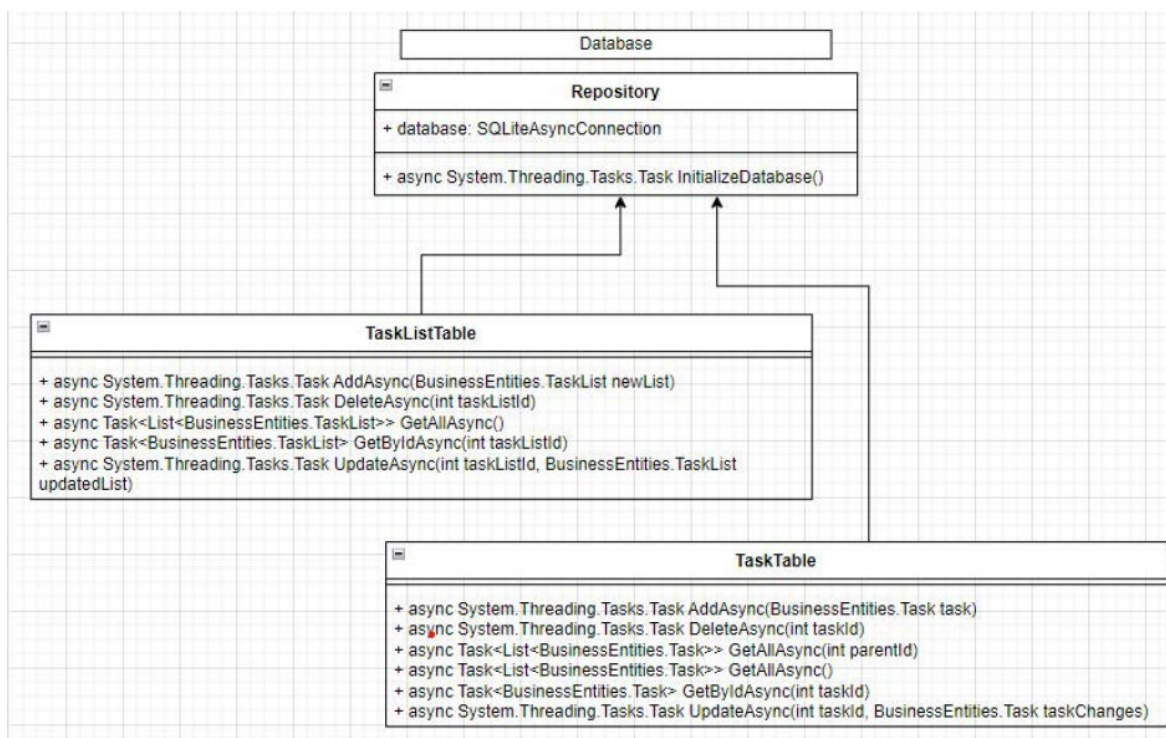 Database
Repository
+ database: SQLiteAsyncConnection
+ async System.Threading.Tasks.Task InitializeDatabase()
TaskListTable
+ async System.Threading.Tasks.Task AddAsync(BusinessEntities.TaskList newList)
+ async System.Threading.Tasks.Task DeleteAsync(int taskListId)
+ async Task<List<BusinessEntities.TaskList>> GetAllAsync()
+ async Task<BusinessEntities.TaskList> GetByIdAsync(int taskListId)
+ async System.Threading.Tasks.Task UpdateAsync(int taskListId, BusinessEntities.TaskList
updatedList)
TaskTable
+ async System.Threading.Tasks.Task AddAsync(BusinessEntities.Task task)
+ async System.Threading.Tasks.Task DeleteAsync(int taskId)
+ async Task<List<BusinessEntities.Task>> GetAllAsync(int parentId)
+ async Task<List<BusinessEntities.Task>> GetAllAsync()
+ async Task<BusinessEntities.Task> GetByIdAsync(int taskId)
+ async System.Threading.Tasks.Task UpdateAsync(int taskId, BusinessEntities.Task taskChanges)